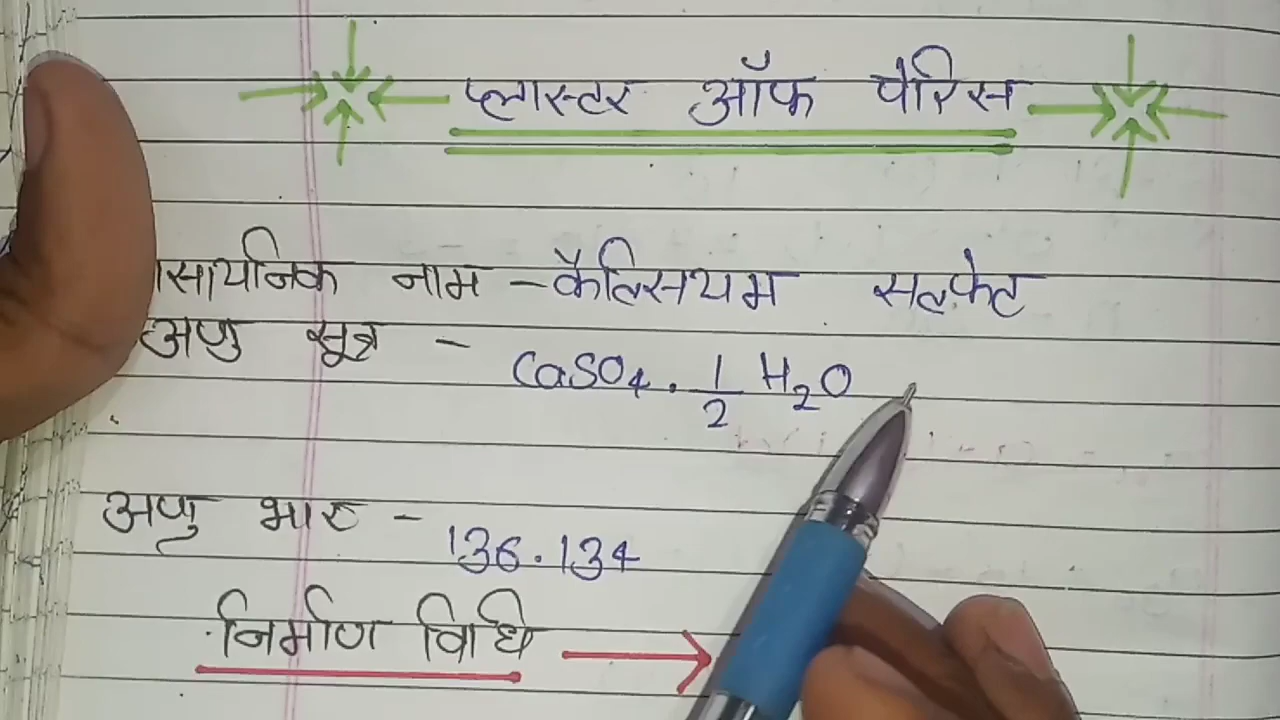 प्लास्टर ऑफ पेरिस
रासायनिक नाम - कैल्सियम सल्फेट
अणु सूत्र - CaSO₄ . 1/2 H₂O
अणु भार - 136.134
निर्माण विधि →